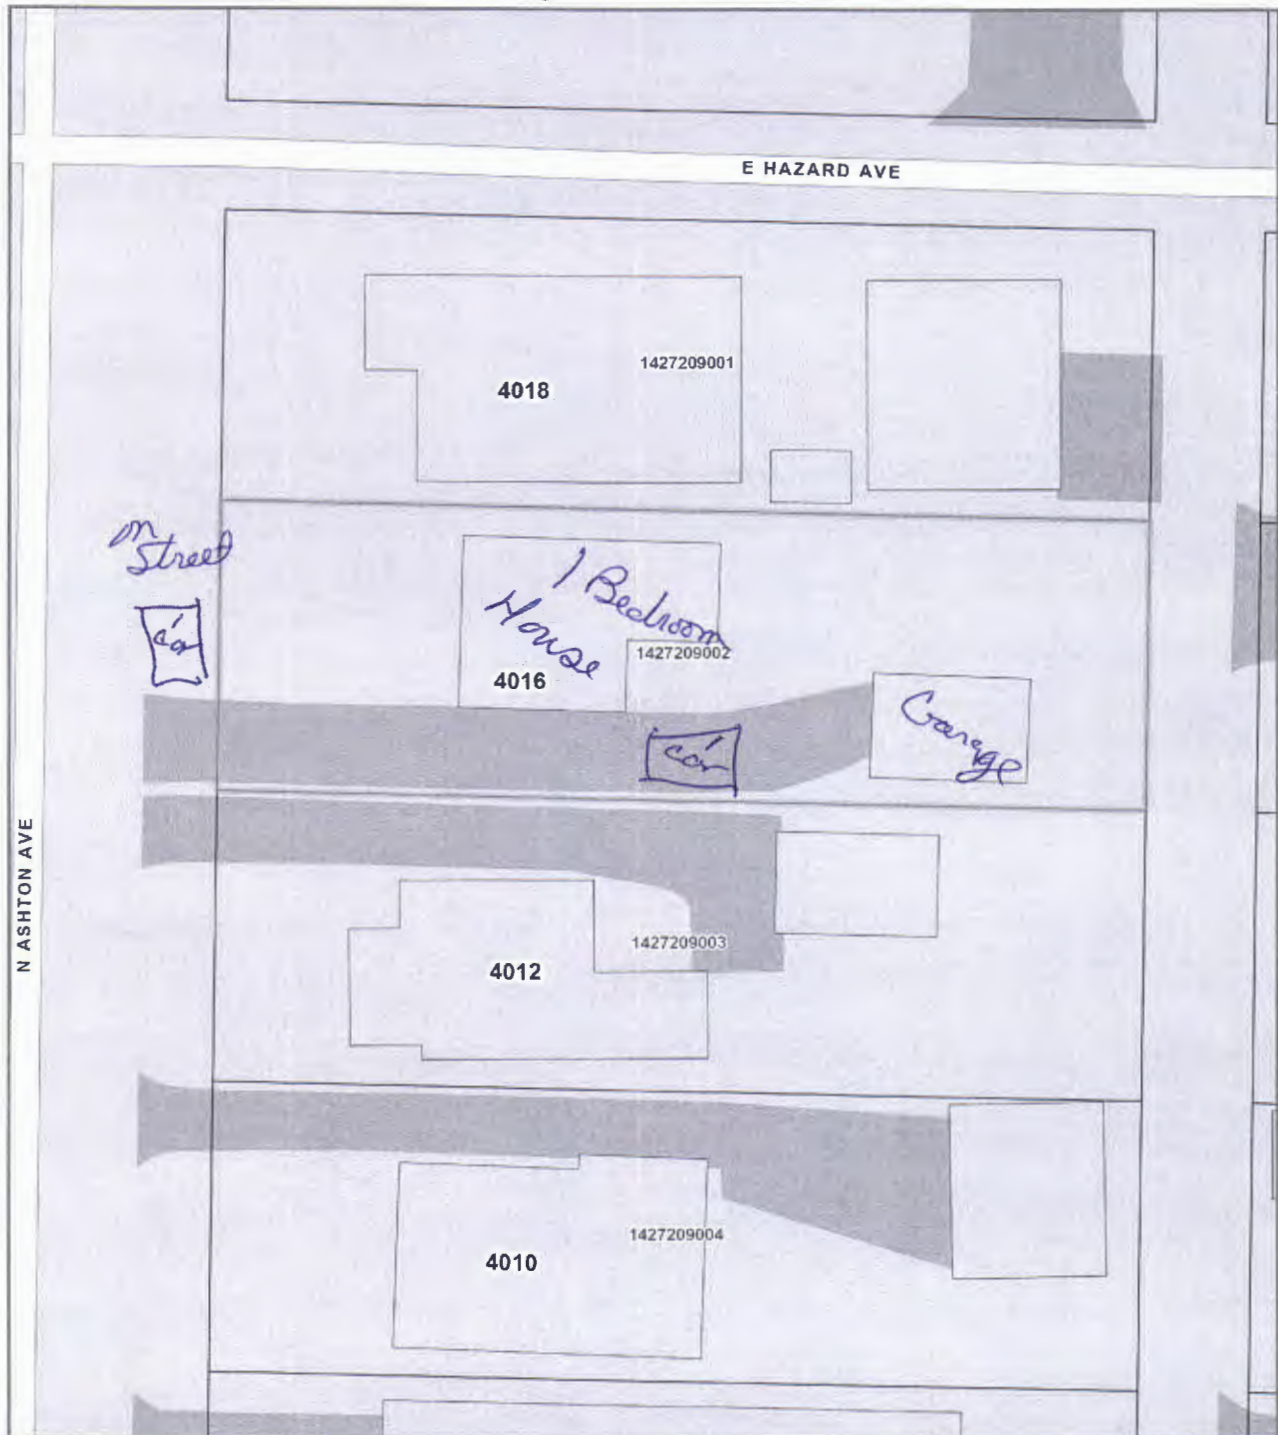 E HAZARD AVE
1427209001
4018
on
Street
car
1 Bedroom
House
1427209002
4016
Garage
car
N ASHTON AVE
1427209003
4012
1427209004
4010